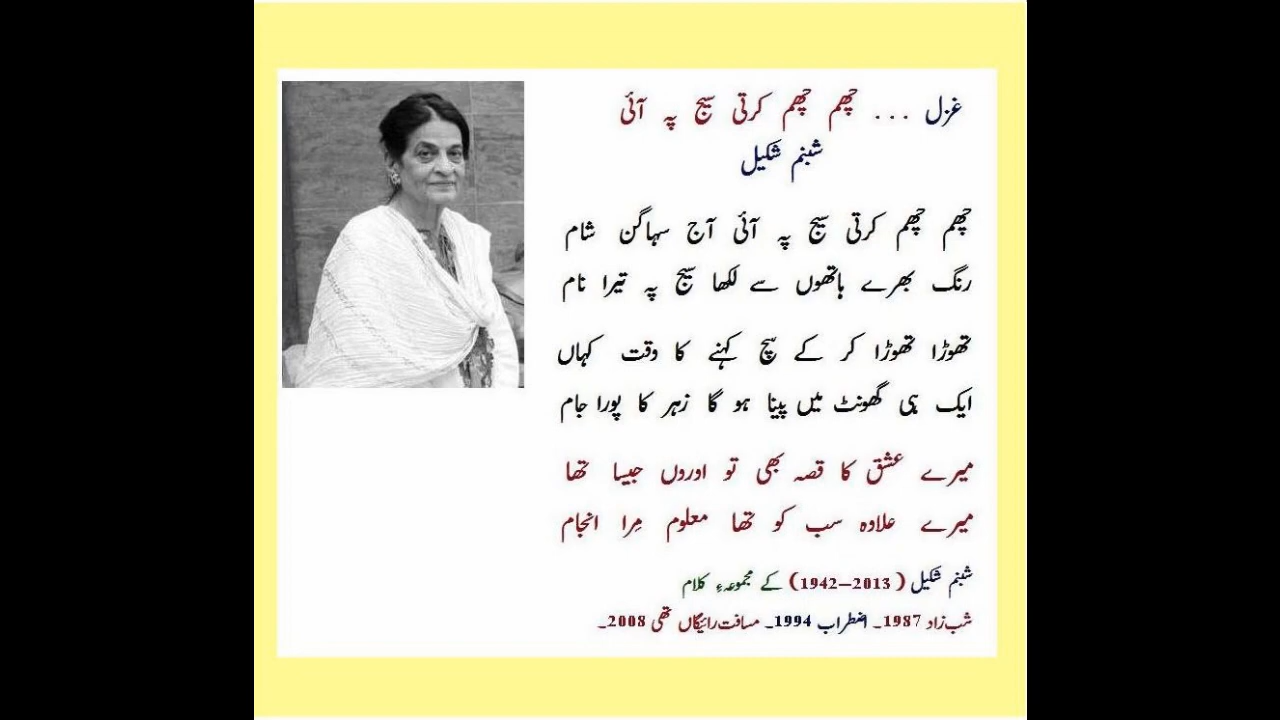 غزل ... چھم چھم کرتی سیج پہ آئی
شبنم شکیل
چھم چھم کرتی سیج پہ آئی آج سہاگن شام
رنگ بھرے ہاتھوں سے لکھا سیج پہ تیرا نام
تھوڑا تھوڑا کر کے سچ کہنے کا وقت کہاں
ایک ہی گھونٹ میں پینا ہو گا زہر کا پورا جام
میرے عشق کا قصہ بھی تو اوروں جیسا تھا
میرے علاوہ سب کو تھا معلوم مِرا انجام
شبنم شکیل (1942–2013) کے مجموعہء کلام
شب‌زاد 1987۔ اضطراب 1994۔ مسافت رائیگاں تھی 2008۔